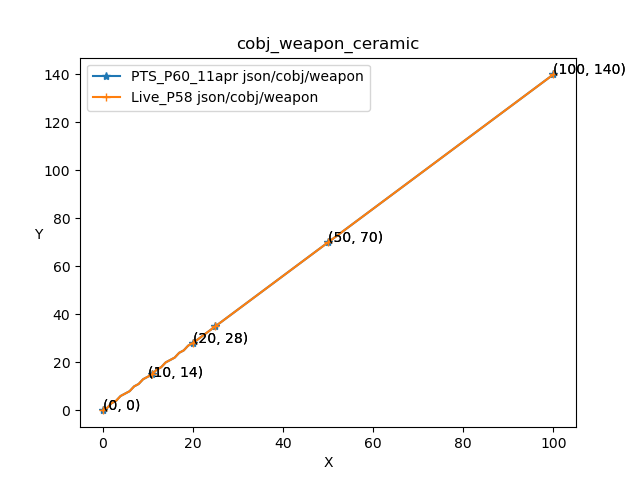 cobj_weapon_ceramic
PTS_P60_11apr json/cobj/weapon
Live_P58 json/cobj/weapon
140
120
100
80
60
40
20
0
Y
(100, 140)
(50, 70)
(20, 28)
(10, 14)
(0, 0)
0 20 40 60 80 100
X